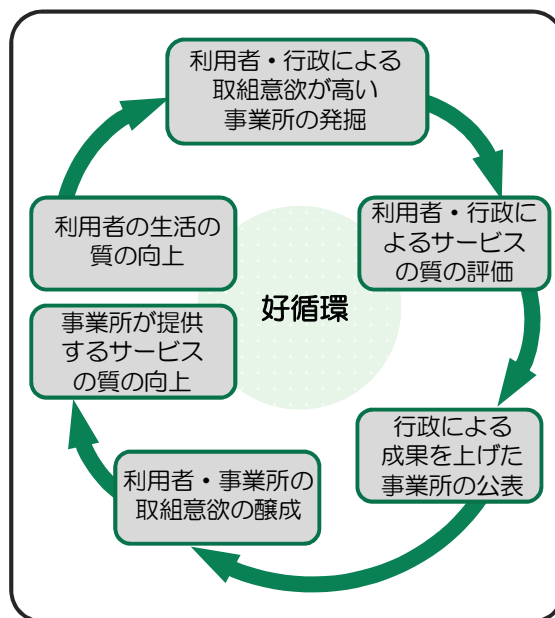 利用者・行政による
取組意欲が高い
事業所の発掘
利用者・行政に
よるサービス
の質の評価
行政による
成果を上げた
事業所の公表
利用者・事業所の
取組意欲の醸成
事業所が提供
するサービス
の質の向上
利用者の生活の
質の向上
好循環